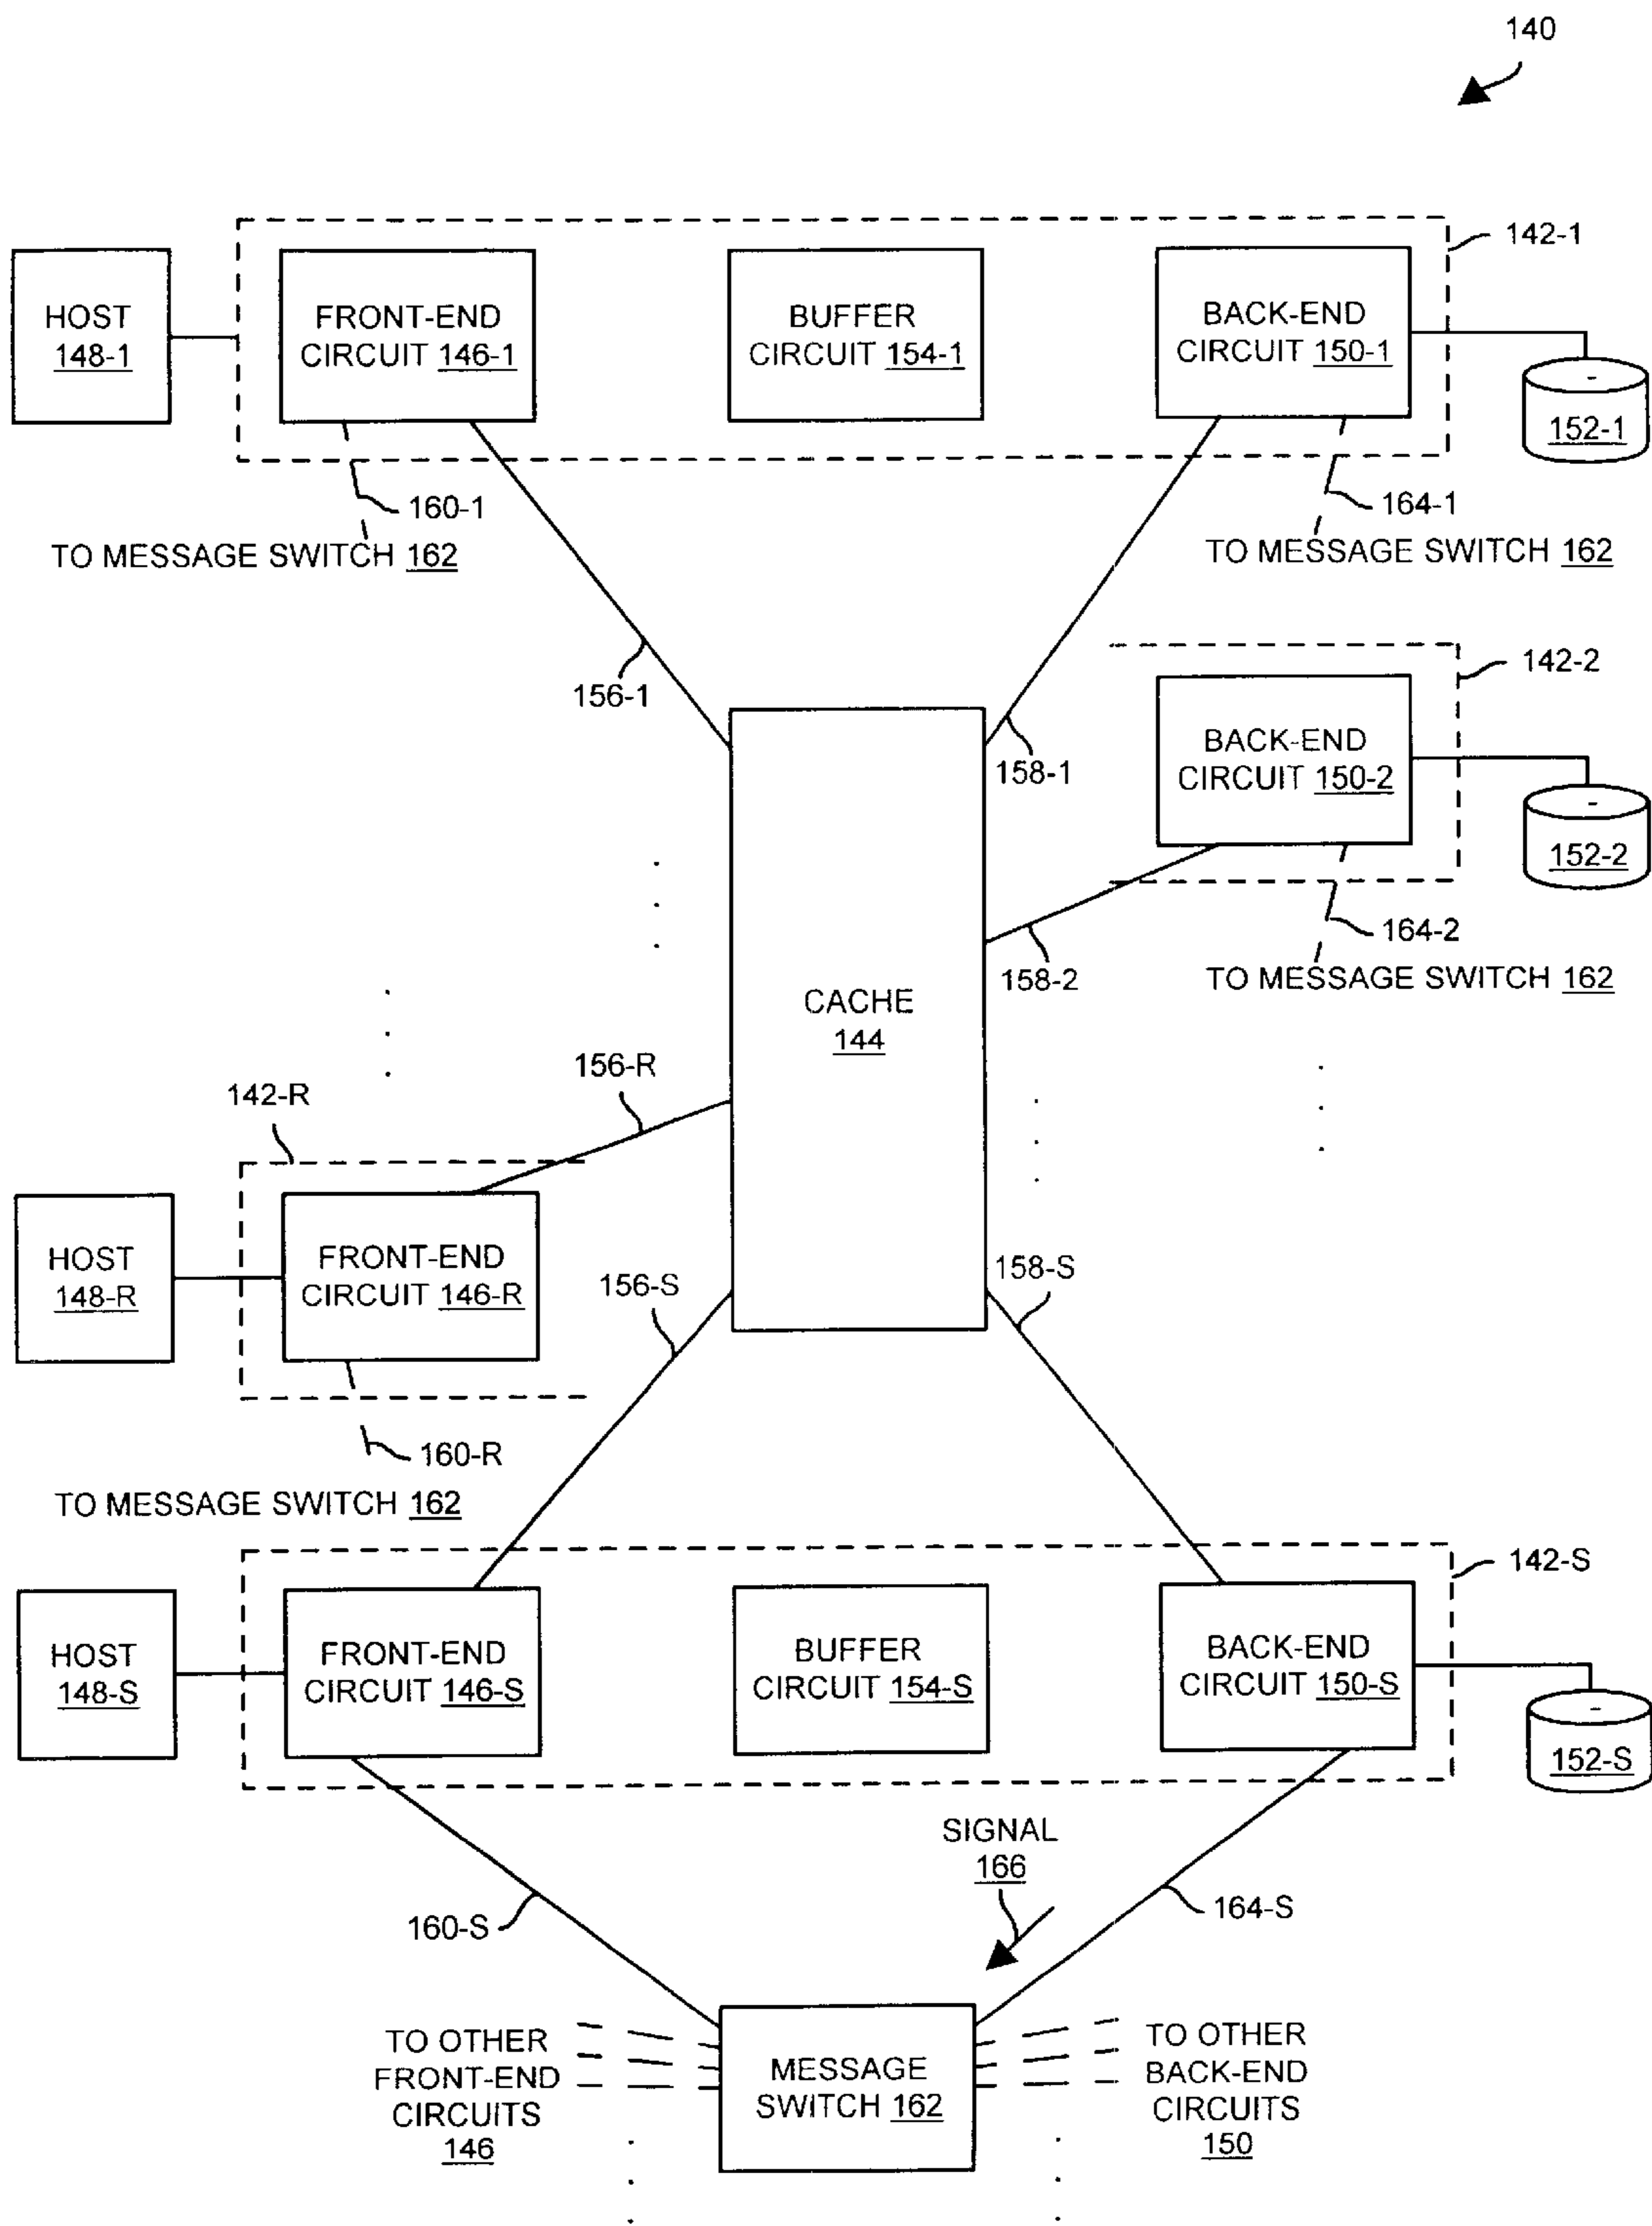 140
142-1
HOST
148-1
FRONT-END
CIRCUIT 146-1
BUFFER
CIRCUIT 154-1
BACK-END
CIRCUIT 150-1
152-1
160-1
164-1
TO MESSAGE SWITCH 162
TO MESSAGE SWITCH 162
156-1
158-1
142-2
BACK-END
CIRCUIT 150-2
152-2
164-2
158-2
TO MESSAGE SWITCH 162
CACHE
144
156-R
142-R
HOST
148-R
FRONT-END
CIRCUIT 146-R
156-S
158-S
160-R
TO MESSAGE SWITCH 162
142-S
HOST
148-S
FRONT-END
CIRCUIT 146-S
BUFFER
CIRCUIT 154-S
BACK-END
CIRCUIT 150-S
152-S
SIGNAL
166
160-S
164-S
TO OTHER
FRONT-END
CIRCUITS
146
MESSAGE
SWITCH 162
TO OTHER
BACK-END
CIRCUITS
150